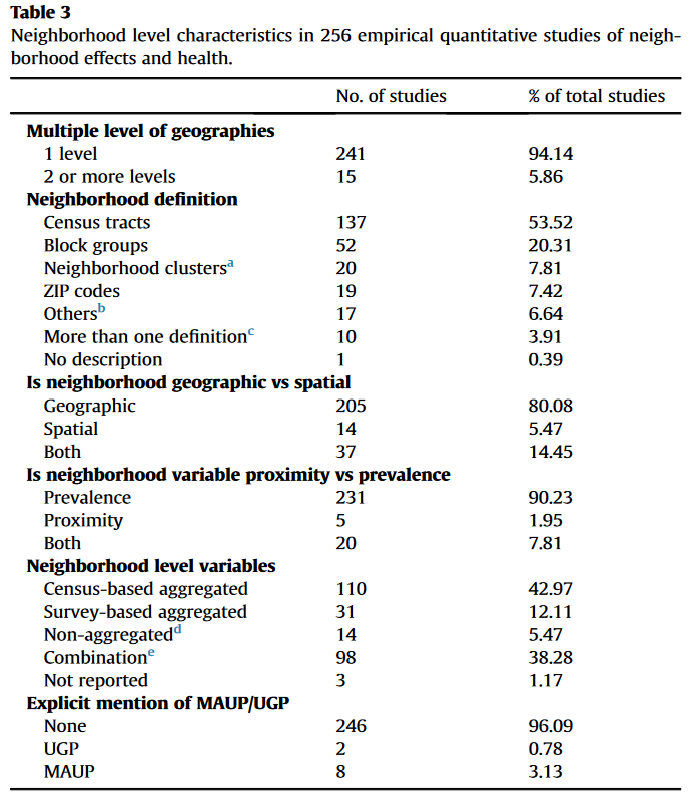 Table 3
Neighborhood level characteristics in 256 empirical quantitative studies of neigh-
borhood effects and health.
No. of studies % of total studies
Multiple level of geographies
1 level 241 94.14
2 or more levels 15 5.86
Neighborhood definition
Census tracts 137 53.52
Block groups 52 20.31
Neighborhood clustersa 20 7.81
ZIP codes 19 7.42
Othersb 17 6.64
More than one definitionc 10 3.91
No description 1 0.39
Is neighborhood geographic vs spatial
Geographic 205 80.08
Spatial 14 5.47
Both 37 14.45
Is neighborhood variable proximity vs prevalence
Prevalence 231 90.23
Proximity 5 1.95
Both 20 7.81
Neighborhood level variables
Census-based aggregated 110 42.97
Survey-based aggregated 31 12.11
Non-aggregatedd 14 5.47
Combinatione 98 38.28
Not reported 3 1.17
Explicit mention of MAUP/UGP
None 246 96.09
UGP 2 0.78
MAUP 8 3.13